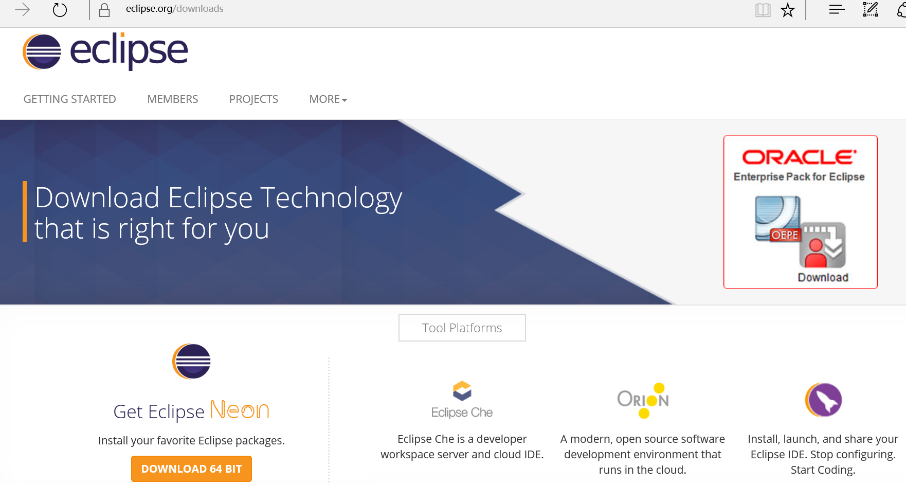 eclipse.org/downloads
eclipse
GETTING STARTED MEMBERS PROJECTS MORE
Download Eclipse Technology
that is right for you
ORACLE
Enterprise Pack for Eclipse
OEPE
Download
Tool Platforms
Get Eclipse Neon
Install your favorite Eclipse packages.
DOWNLOAD 64 BIT
Eclipse Che
Eclipse Che is a developer
workspace server and cloud IDE.
ORION
A modern, open source software
development environment that
runs in the cloud.
Install, launch, and share your
Eclipse IDE. Stop configuring.
Start Coding.